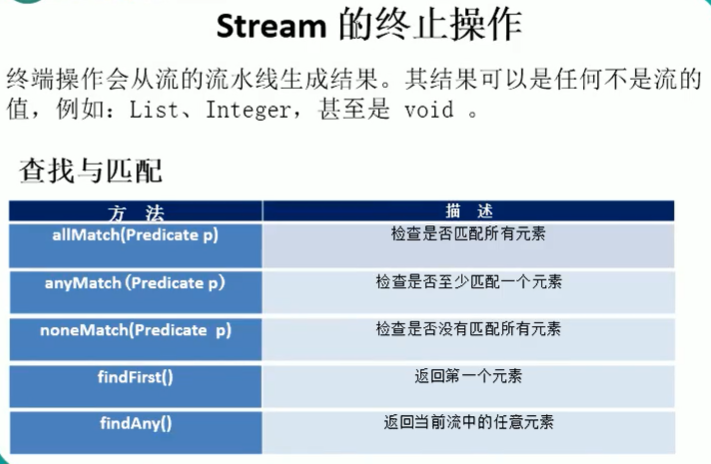 Stream 的终止操作
终端操作会从流的流水线生成结果。其结果可以是任何不是流的
值，例如：List、Integer，甚至是 void 。
查找与匹配
方 法 描 述
allMatch(Predicate p) 检查是否匹配所有元素
anyMatch（Predicate p） 检查是否至少匹配一个元素
noneMatch(Predicate  p) 检查是否没有匹配所有元素
findFirst() 返回第一个元素
findAny() 返回当前流中的任意元素